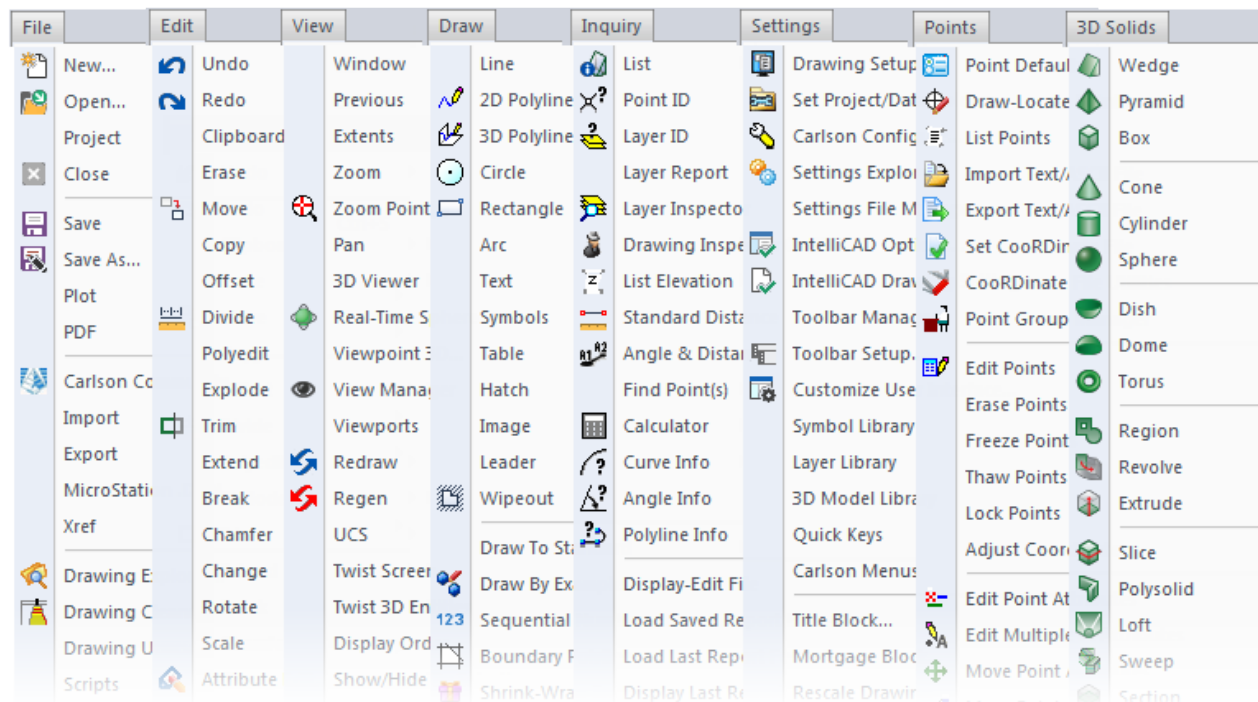 File
New...
Open...
Project
Close
Save
Save As...
Plot
PDF
Carlson Co
Import
Export
MicroStati
Xref
Drawing E
Drawing C
Drawing U
Scripts
Edit
Undo
Redo
Clipboard
Erase
Move
Copy
Offset
Divide
Polyedit
Explode
Trim
Extend
Break
Chamfer
Change
Rotate
Scale
Attribute
View
Window
Previous
Extents
Zoom
Zoom Point
Pan
3D Viewer
Real-Time S
Viewpoint 3
View Mana
Viewports
Redraw
Regen
UCS
Twist Screen
Twist 3D En
Display Ord
Show/Hide
Draw
Line
2D Polyline
3D Polyline
Circle
Rectangle
Arc
Text
Symbols
Table
Hatch
Image
Leader
Wipeout
Draw To Sta
Draw By Exa
123 Sequential
Boundary P
Shrink-Wra
Inquiry
List
Point ID
Layer ID
Layer Report
Layer Inspecto
Drawing Inspe
List Elevation
Standard Dista
Angle & Distan
Find Point(s)
Calculator
Curve Info
Angle Info
Polyline Info
Display-Edit Fi
Load Saved Re
Load Last Repo
Display Last Re
Settings
Drawing Setup
Set Project/Dat
Carlson Config
Settings Explor
Settings File M
IntelliCAD Opt
IntelliCAD Draw
Toolbar Manag
Toolbar Setup.
Customize Use
Symbol Library
Layer Library
3D Model Libra
Quick Keys
Carlson Menus
Title Block...
Mortgage Bloc
Rescale Drawin
Points
Point Defaul
Draw-Locate
List Points
Import Text/A
Export Text/A
Set CooRDin
CooRDinate
Point Group
Edit Points
Erase Points
Freeze Point
Thaw Points
Lock Points
Adjust Coord
Edit Point At
Edit Multiple
Move Point A
3D Solids
Wedge
Pyramid
Box
Cone
Cylinder
Sphere
Dish
Dome
Torus
Region
Revolve
Extrude
Slice
Polysolid
Loft
Sweep
Section